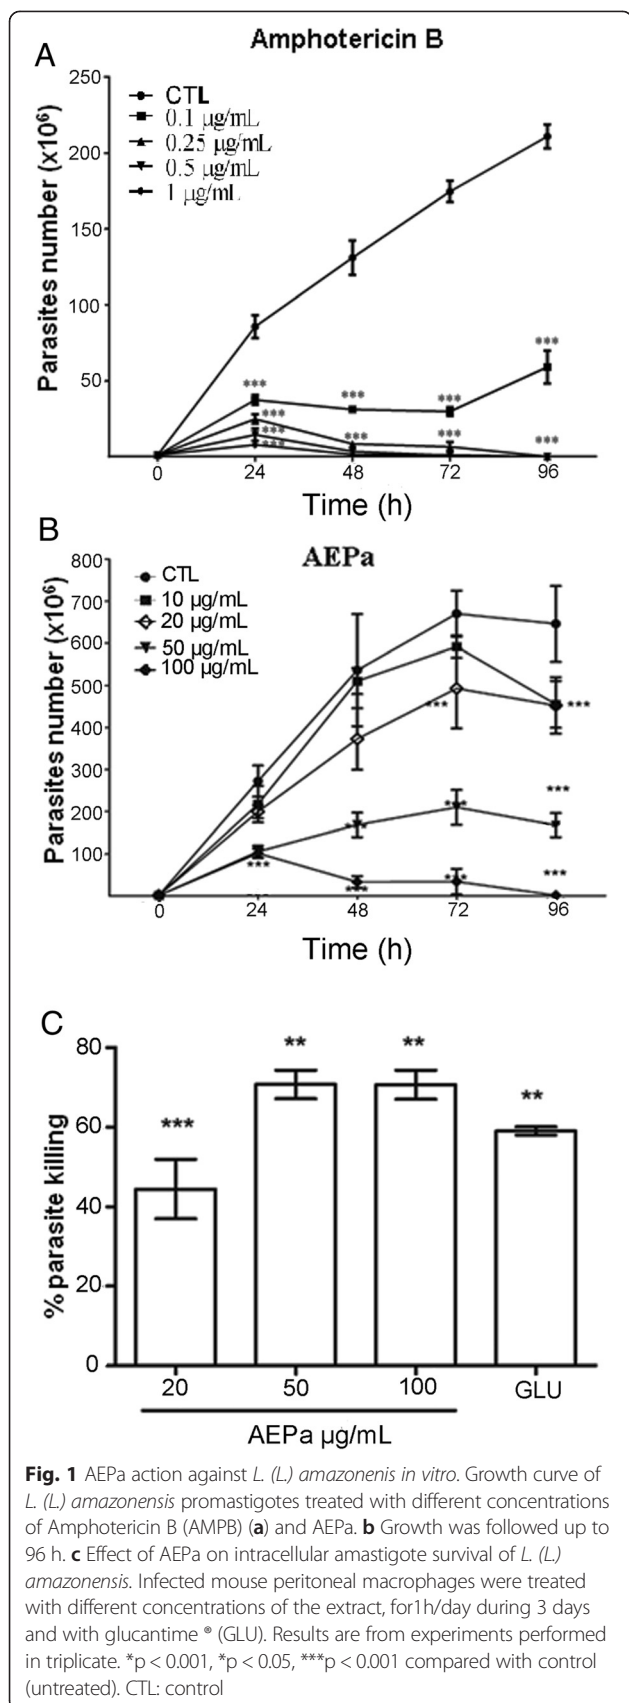 A
Amphotericin B
Parasites number (x10⁶)
250
200
150
100
50
CTL
0.1 µg/mL
0.25 µg/mL
0.5 µg/mL
1 µg/mL
***
***
***
***
***
***
***
***
***
***
0
24
48
72
96
Time (h)
B
AEPa
Parasites number (x10⁶)
800
700
600
500
400
300
200
100
CTL
10 µg/mL
20 µg/mL
50 µg/mL
100 µg/mL
***
***
***
***
***
***
***
***
***
0
24
48
72
96
Time (h)
C
% parasite killing
80
60
40
20
0
***
**
**
**
20
50
100
GLU
AEPa µg/mL
Fig. 1 AEPa action against L. (L.) amazonenis in vitro. Growth curve of
L. (L.) amazonensis promastigotes treated with different concentrations
of Amphotericin B (AMPB) (a) and AEPa. b Growth was followed up to
96 h. c Effect of AEPa on intracellular amastigote survival of L. (L.)
amazonensis. Infected mouse peritoneal macrophages were treated
with different concentrations of the extract, for1h/day during 3 days
and with glucantime ® (GLU). Results are from experiments performed
in triplicate. *p < 0.001, *p < 0.05, ***p < 0.001 compared with control
(untreated). CTL: control